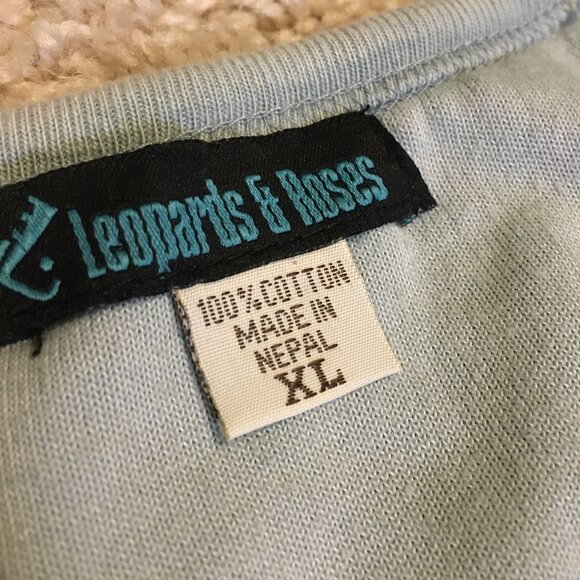 Leopards & Roses
100% COTTON
MADE IN
NEPAL
XL